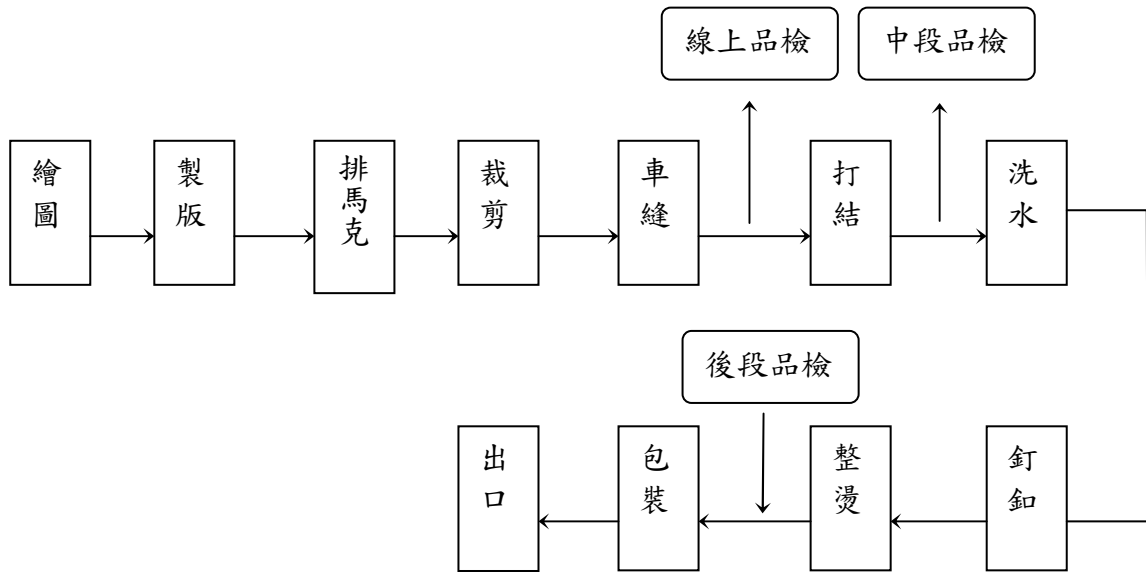 線上品檢
中段品檢
繪圖
製版
排馬克
裁剪
車縫
打結
洗水
後段品檢
出口
包裝
整燙
釘釦